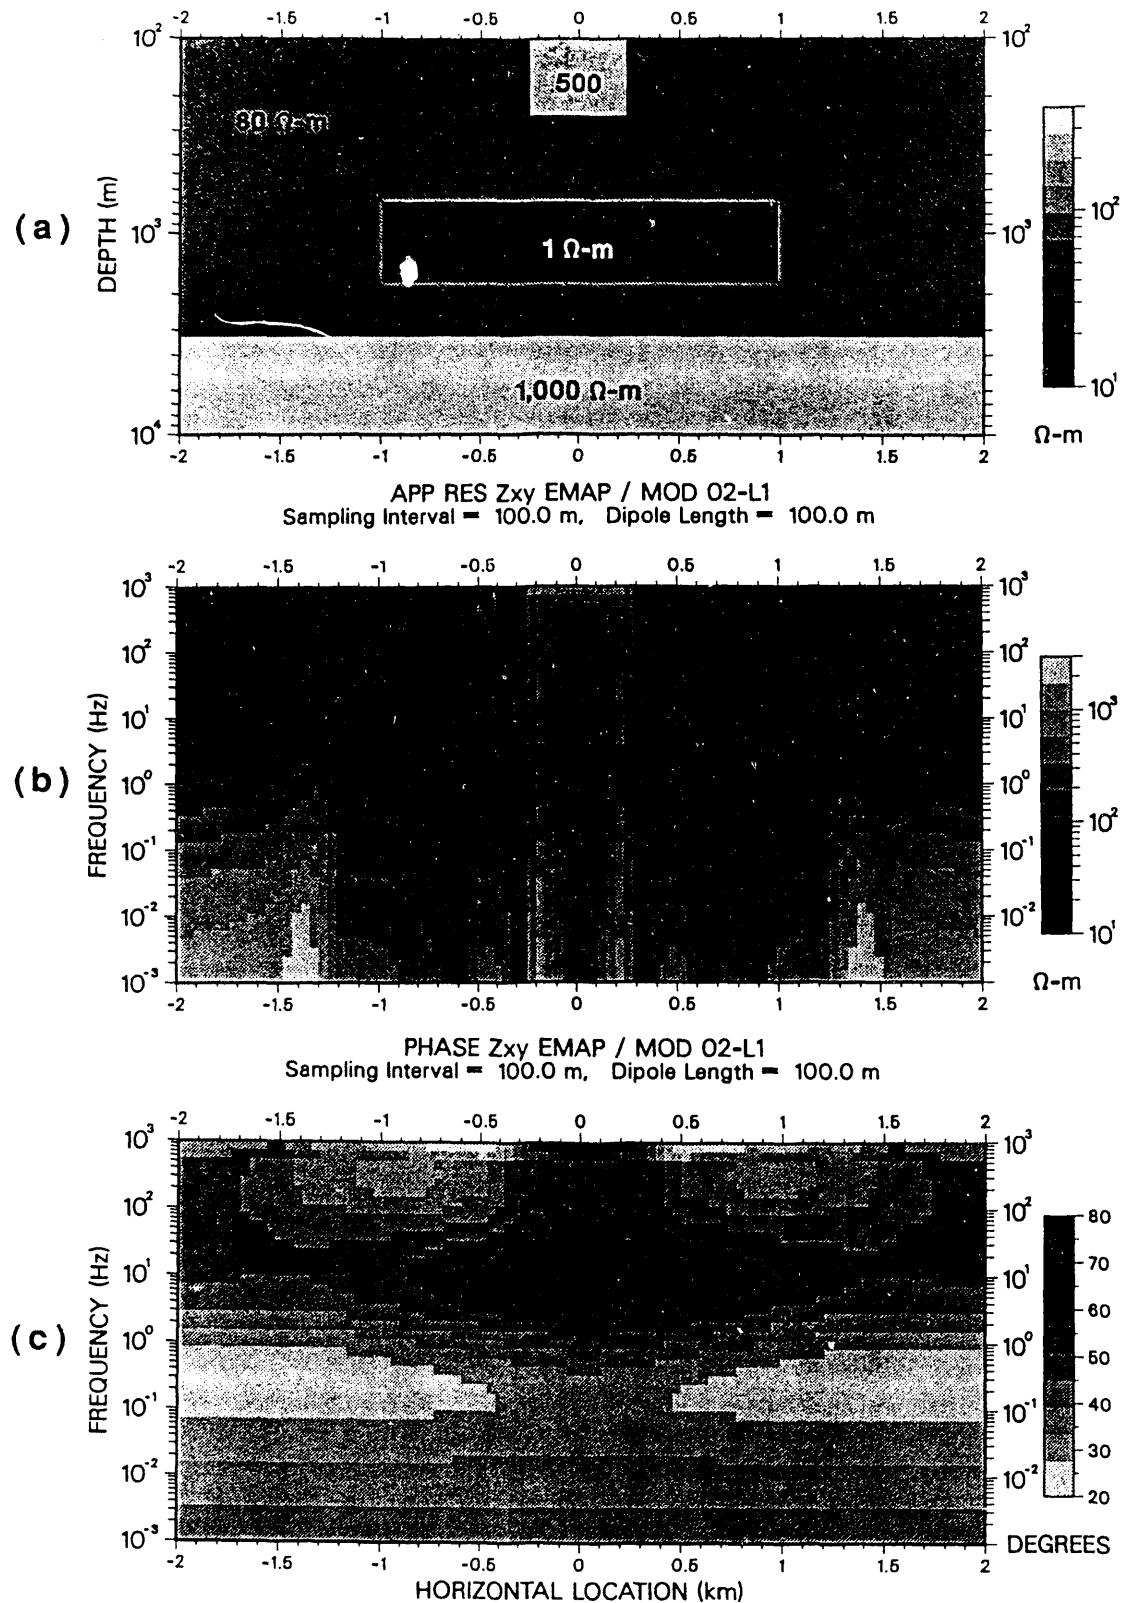 -2 -1.5 -1 -0.5 0 0.5 1 1.5 2
10² 10²
500
80 Ω-m
10²
(a)
DEPTH (m)
10³ 10³
1 Ω-m
1,000 Ω-m
10¹
10⁴ 10⁴
Ω-m
-2 -1.5 -1 -0.5 0 0.5 1 1.5 2
APP RES Zxy EMAP / MOD 02-L1
Sampling Interval = 100.0 m, Dipole Length = 100.0 m
-2 -1.5 -1 -0.5 0 0.5 1 1.5 2
10³ 10³
10² 10²
10¹ 10¹ 10³
(b)
FREQUENCY (Hz)
10⁰ 10⁰
10⁻¹ 10⁻¹ 10²
10⁻² 10⁻² 10¹
10⁻³ 10⁻³ Ω-m
-2 -1.5 -1 -0.5 0 0.5 1 1.5 2
PHASE Zxy EMAP / MOD 02-L1
Sampling Interval = 100.0 m, Dipole Length = 100.0 m
-2 -1.5 -1 -0.5 0 0.5 1 1.5 2
10³ 10³
10² 10² 80
70
10¹ 10¹
60
(c)
FREQUENCY (Hz)
10⁰ 10⁰
50
10⁻¹ 10⁻¹ 40
30
10⁻² 10⁻² 20
10⁻³ DEGREES
-2 -1.5 -1 -0.5 0 0.5 1 1.5 2
HORIZONTAL LOCATION (km)